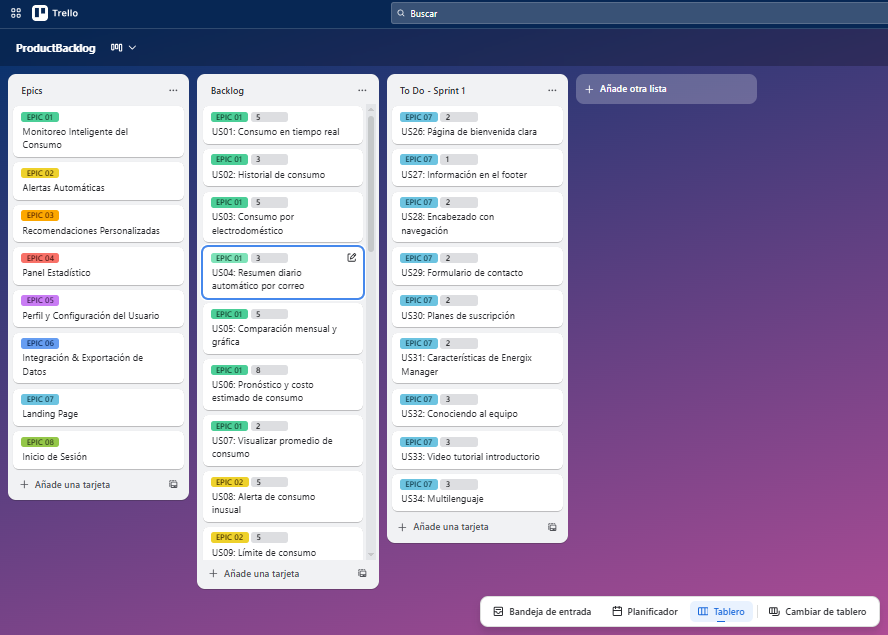 Trello
Buscar
ProductBacklog
Epics
EPIC 01
Monitoreo Inteligente del
Consumo
EPIC 02
Alertas Automáticas
EPIC 03
Recomendaciones Personalizadas
EPIC 04
Panel Estadístico
EPIC 05
Perfil y Configuración del Usuario
EPIC 06
Integración & Exportación de
Datos
EPIC 07
Landing Page
EPIC 08
Inicio de Sesión
Añade una tarjeta
Backlog
EPIC 01 5
US01: Consumo en tiempo real
EPIC 01 3
US02: Historial de consumo
EPIC 01 5
US03: Consumo por
electrodoméstico
EPIC 01 3
US04: Resumen diario
automático por correo
EPIC 01 5
US05: Comparación mensual y
gráfica
EPIC 01 8
US06: Pronóstico y costo
estimado de consumo
EPIC 01 2
US07: Visualizar promedio de
consumo
EPIC 02 5
US08: Alerta de consumo
inusual
EPIC 02 5
US09: Límite de consumo
Añade una tarjeta
To Do - Sprint 1
EPIC 07 2
US26: Página de bienvenida clara
EPIC 07 1
US27: Información en el footer
EPIC 07 2
US28: Encabezado con
navegación
EPIC 07 2
US29: Formulario de contacto
EPIC 07 2
US30: Planes de suscripción
EPIC 07 2
US31: Características de Energix
Manager
EPIC 07 3
US32: Conociendo al equipo
EPIC 07 3
US33: Video tutorial introductorio
EPIC 07 3
US34: Multilenguaje
Añade una tarjeta
Añade otra lista
Bandeja de entrada
Planificador
Tablero
Cambiar de tablero